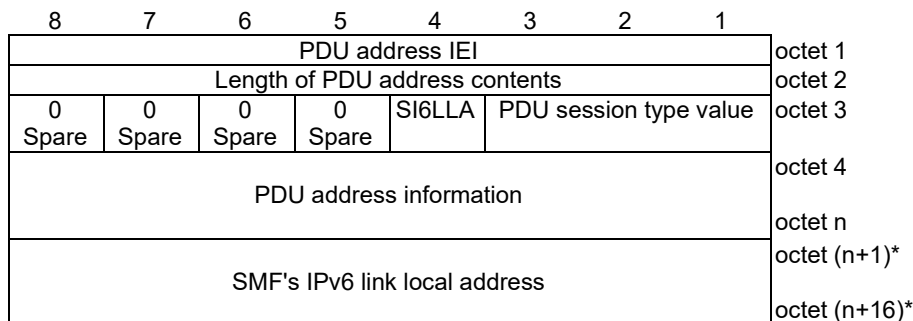 8 7 6 5 4 3 2 1
PDU address IEI octet 1
Length of PDU address contents octet 2
0 0 0 0 SI6LLA PDU session type value octet 3
Spare Spare Spare Spare
octet 4
PDU address information
octet n
octet (n+1)*
SMF's IPv6 link local address
octet (n+16)*